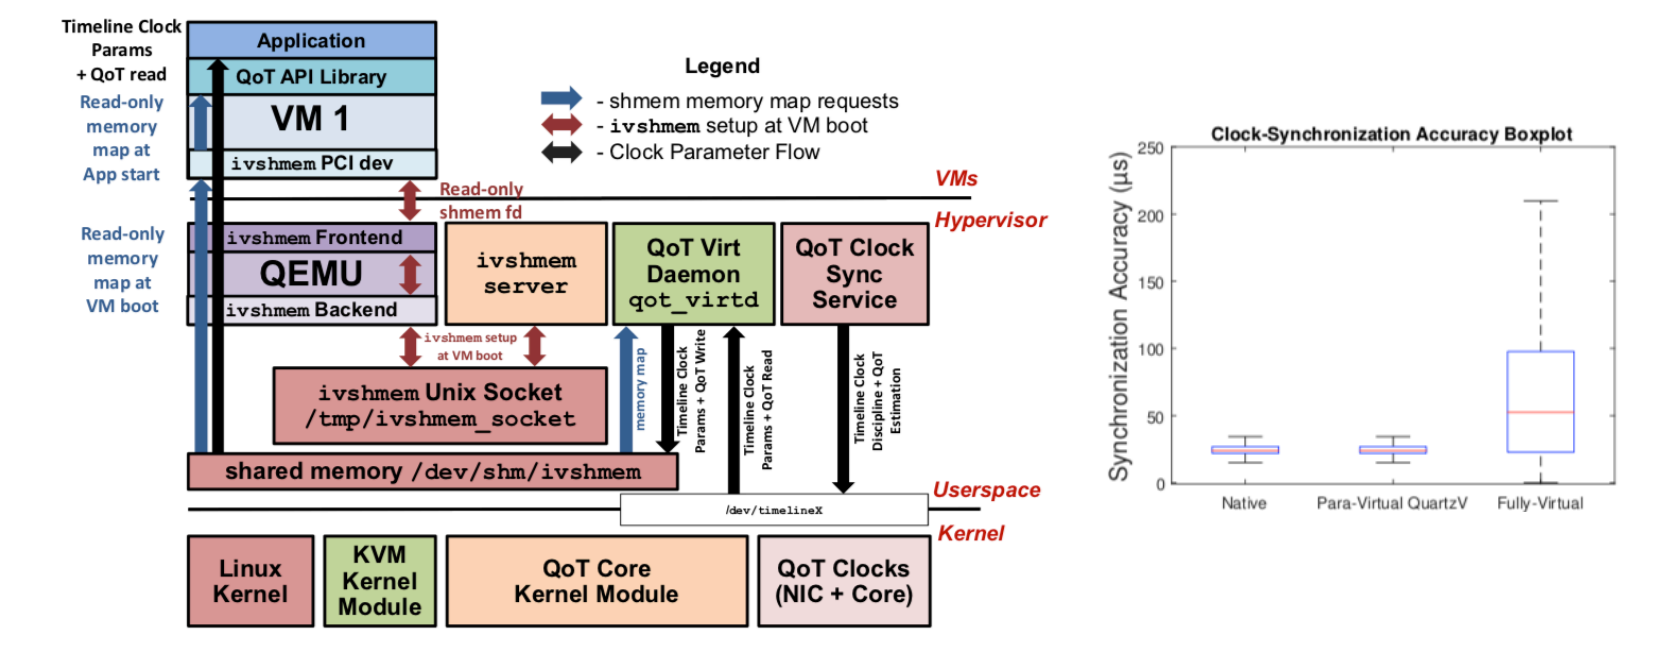 Timeline Clock
Params
+ QoT read
Read-only
memory
map at
App start
Read-only
memory
map at
VM boot
Application
QoT API Library
VM 1
ivshmem PCI dev
Legend
- shmem memory map requests
- ivshmem setup at VM boot
- Clock Parameter Flow
VMs
Read-only
shmem fd
Hypervisor
ivshmem Frontend
QEMU
ivshmem Backend
ivshmem
server
QoT Virt
Daemon
qot_virtd
QoT Clock
Sync
Service
ivshmem setup
at VM boot
ivshmem Unix Socket
/tmp/ivshmem_socket
memory map
Timeline Clock
Params + QoT Write
Timeline Clock
Params + QoT Read
Timeline Clock
Discipline + QoT
Estimation
shared memory /dev/shm/ivshmem
Userspace
/dev/timelineX
Kernel
Linux
Kernel
KVM
Kernel
Module
QoT Core
Kernel Module
QoT Clocks
(NIC + Core)
Clock-Synchronization Accuracy Boxplot
Synchronization Accuracy (µs)
250
200
150
100
50
0
Native
Para-Virtual QuartzV
Fully-Virtual